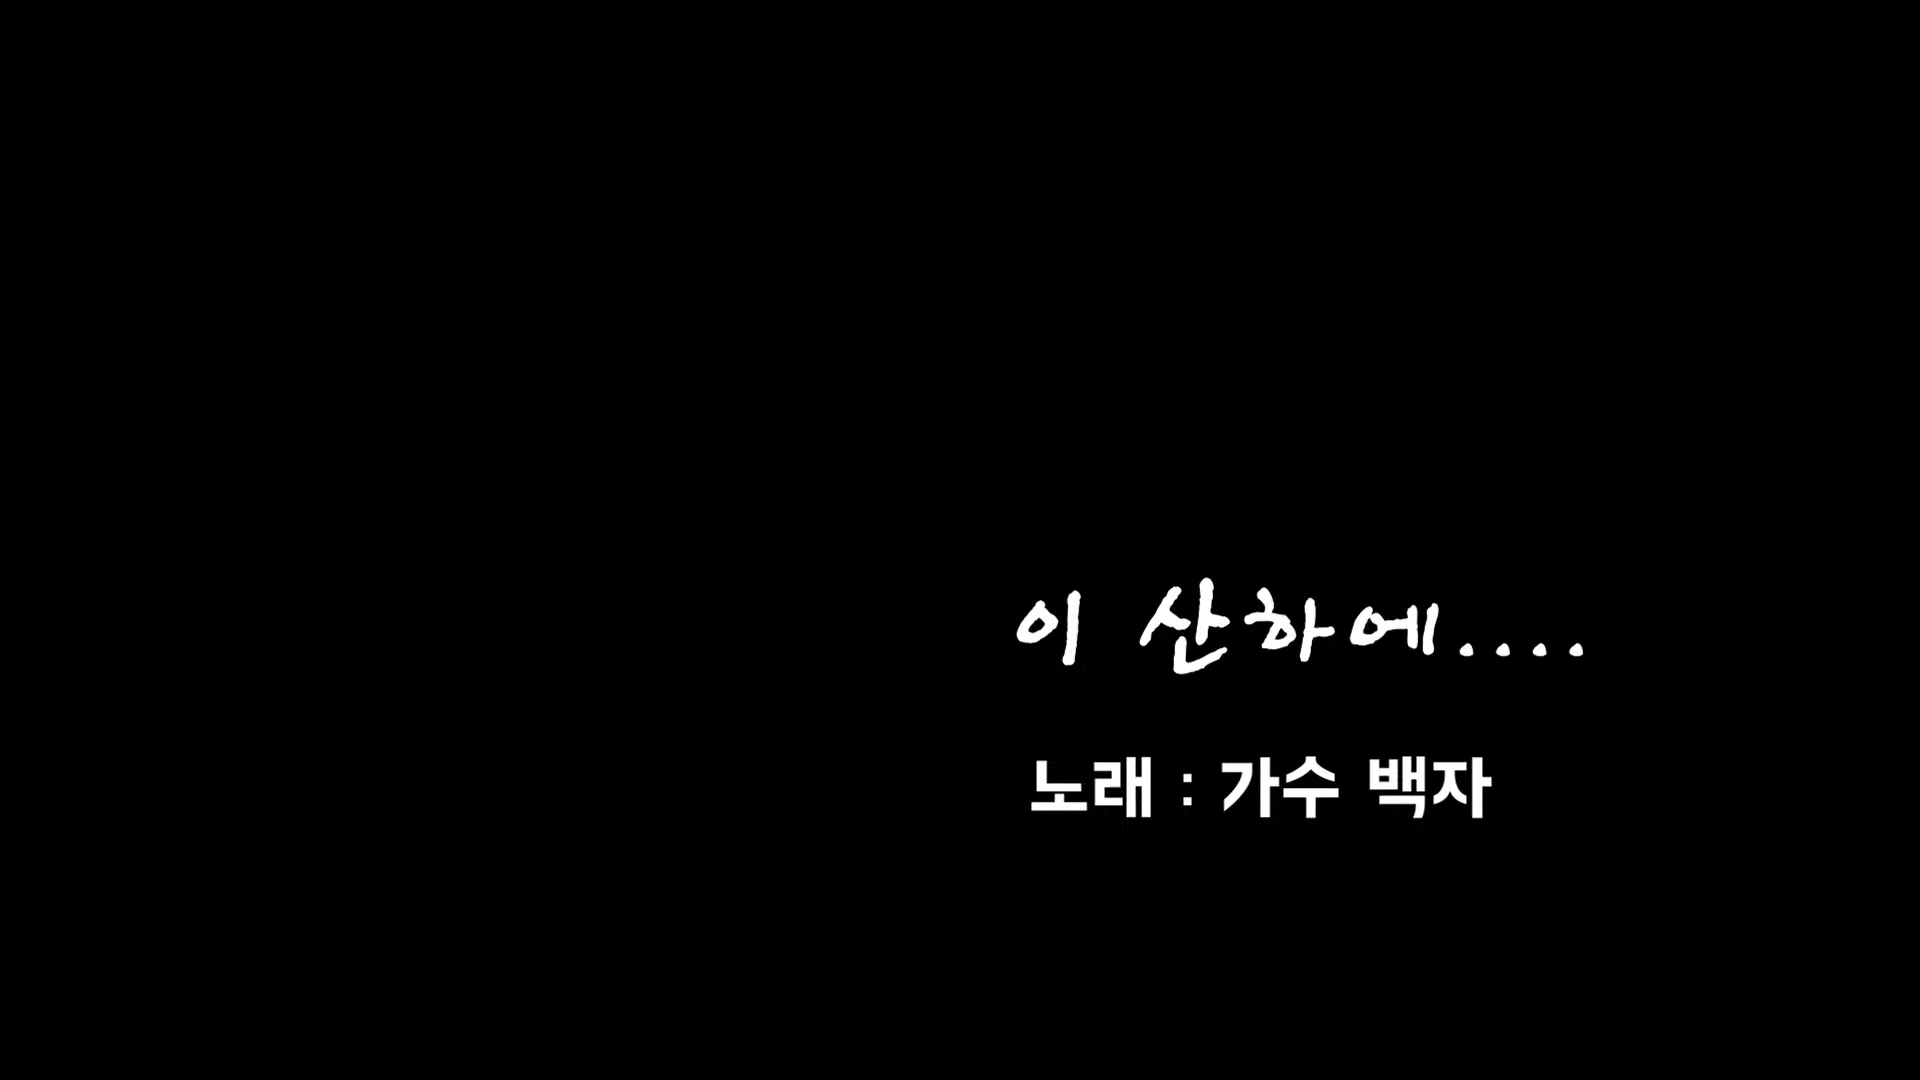 이 산하에....
노래 : 가수 백자